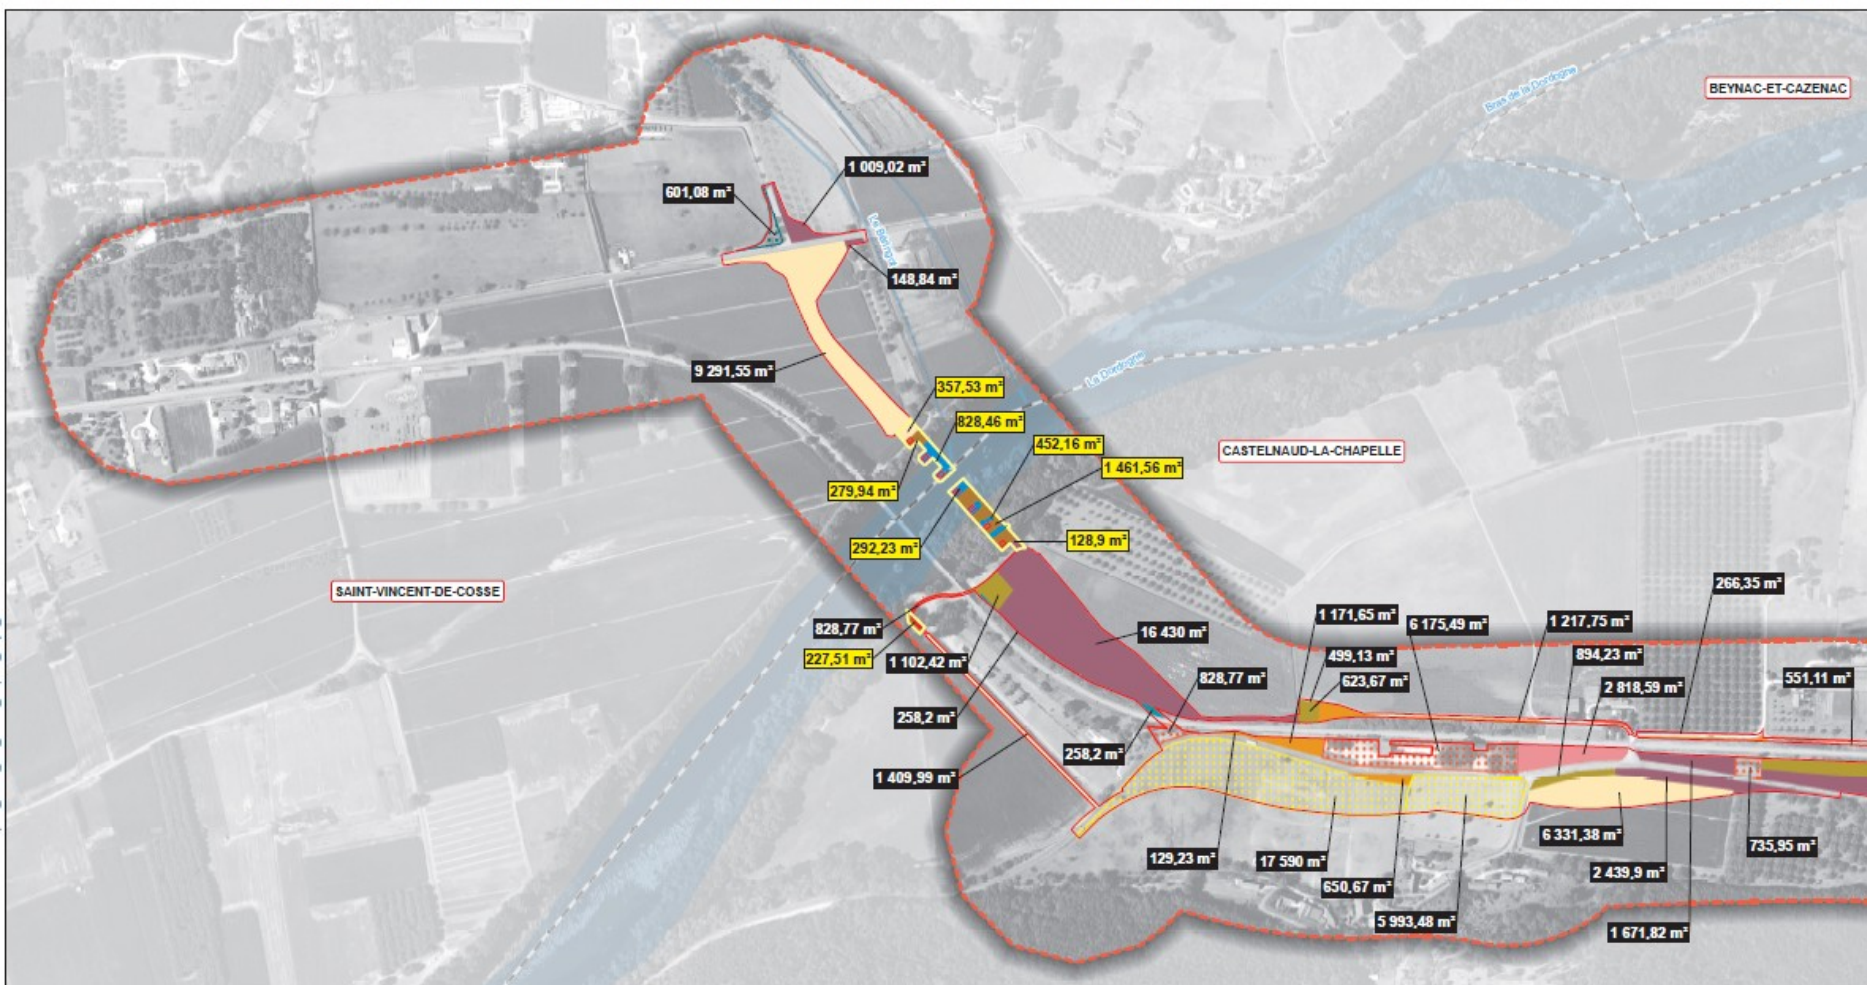 Bras de la Dordogne
BEYNAC-ET-CAZENAC
1 009,02 m²
601,08 m²
148,84 m²
La Dordogne
9 291,55 m²
357,53 m²
828,46 m²
452,16 m²
CASTELNAUD-LA-CHAPELLE
1 461,56 m²
279,94 m²
128,9 m²
292,23 m²
SAINT-VINCENT-DE-COSSE
266,35 m²
828,77 m²
16 430 m²
1 171,65 m²
6 175,49 m²
1 217,75 m²
227,51 m²
1 102,42 m²
499,13 m²
894,23 m²
828,77 m²
623,67 m²
2 818,59 m²
551,11 m²
258,2 m²
258,2 m²
1 409,99 m²
6 331,38 m²
735,95 m²
129,23 m²
17 590 m²
2 439,9 m²
650,67 m²
5 993,48 m²
1 671,82 m²